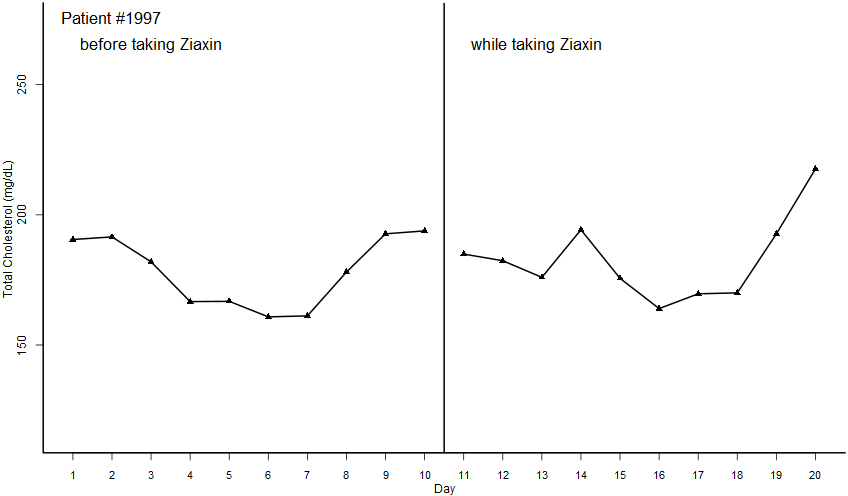 Patient #1997
before taking Ziaxin
while taking Ziaxin
250
200
150
Total Cholesterol (mg/dL)
1 2 3 4 5 6 7 8 9 10 11 12 13 14 15 16 17 18 19 20
Day